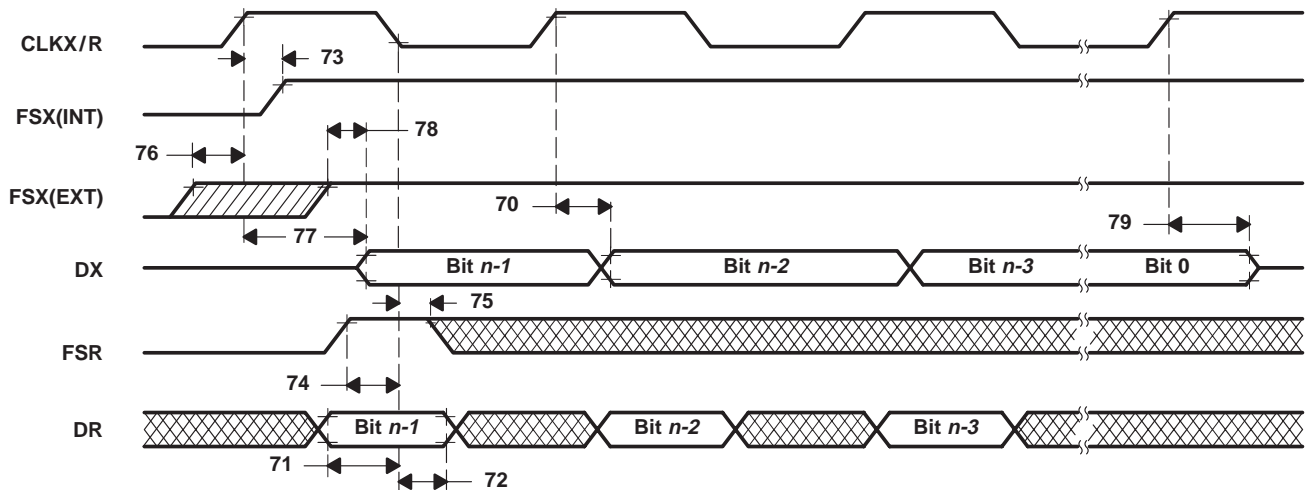 CLKX/R
73
FSX(INT)
78
76
FSX(EXT)
70
77
79
DX
Bit n-1
Bit n-2
Bit n-3
Bit 0
75
FSR
74
DR
Bit n-1
Bit n-2
Bit n-3
71
72